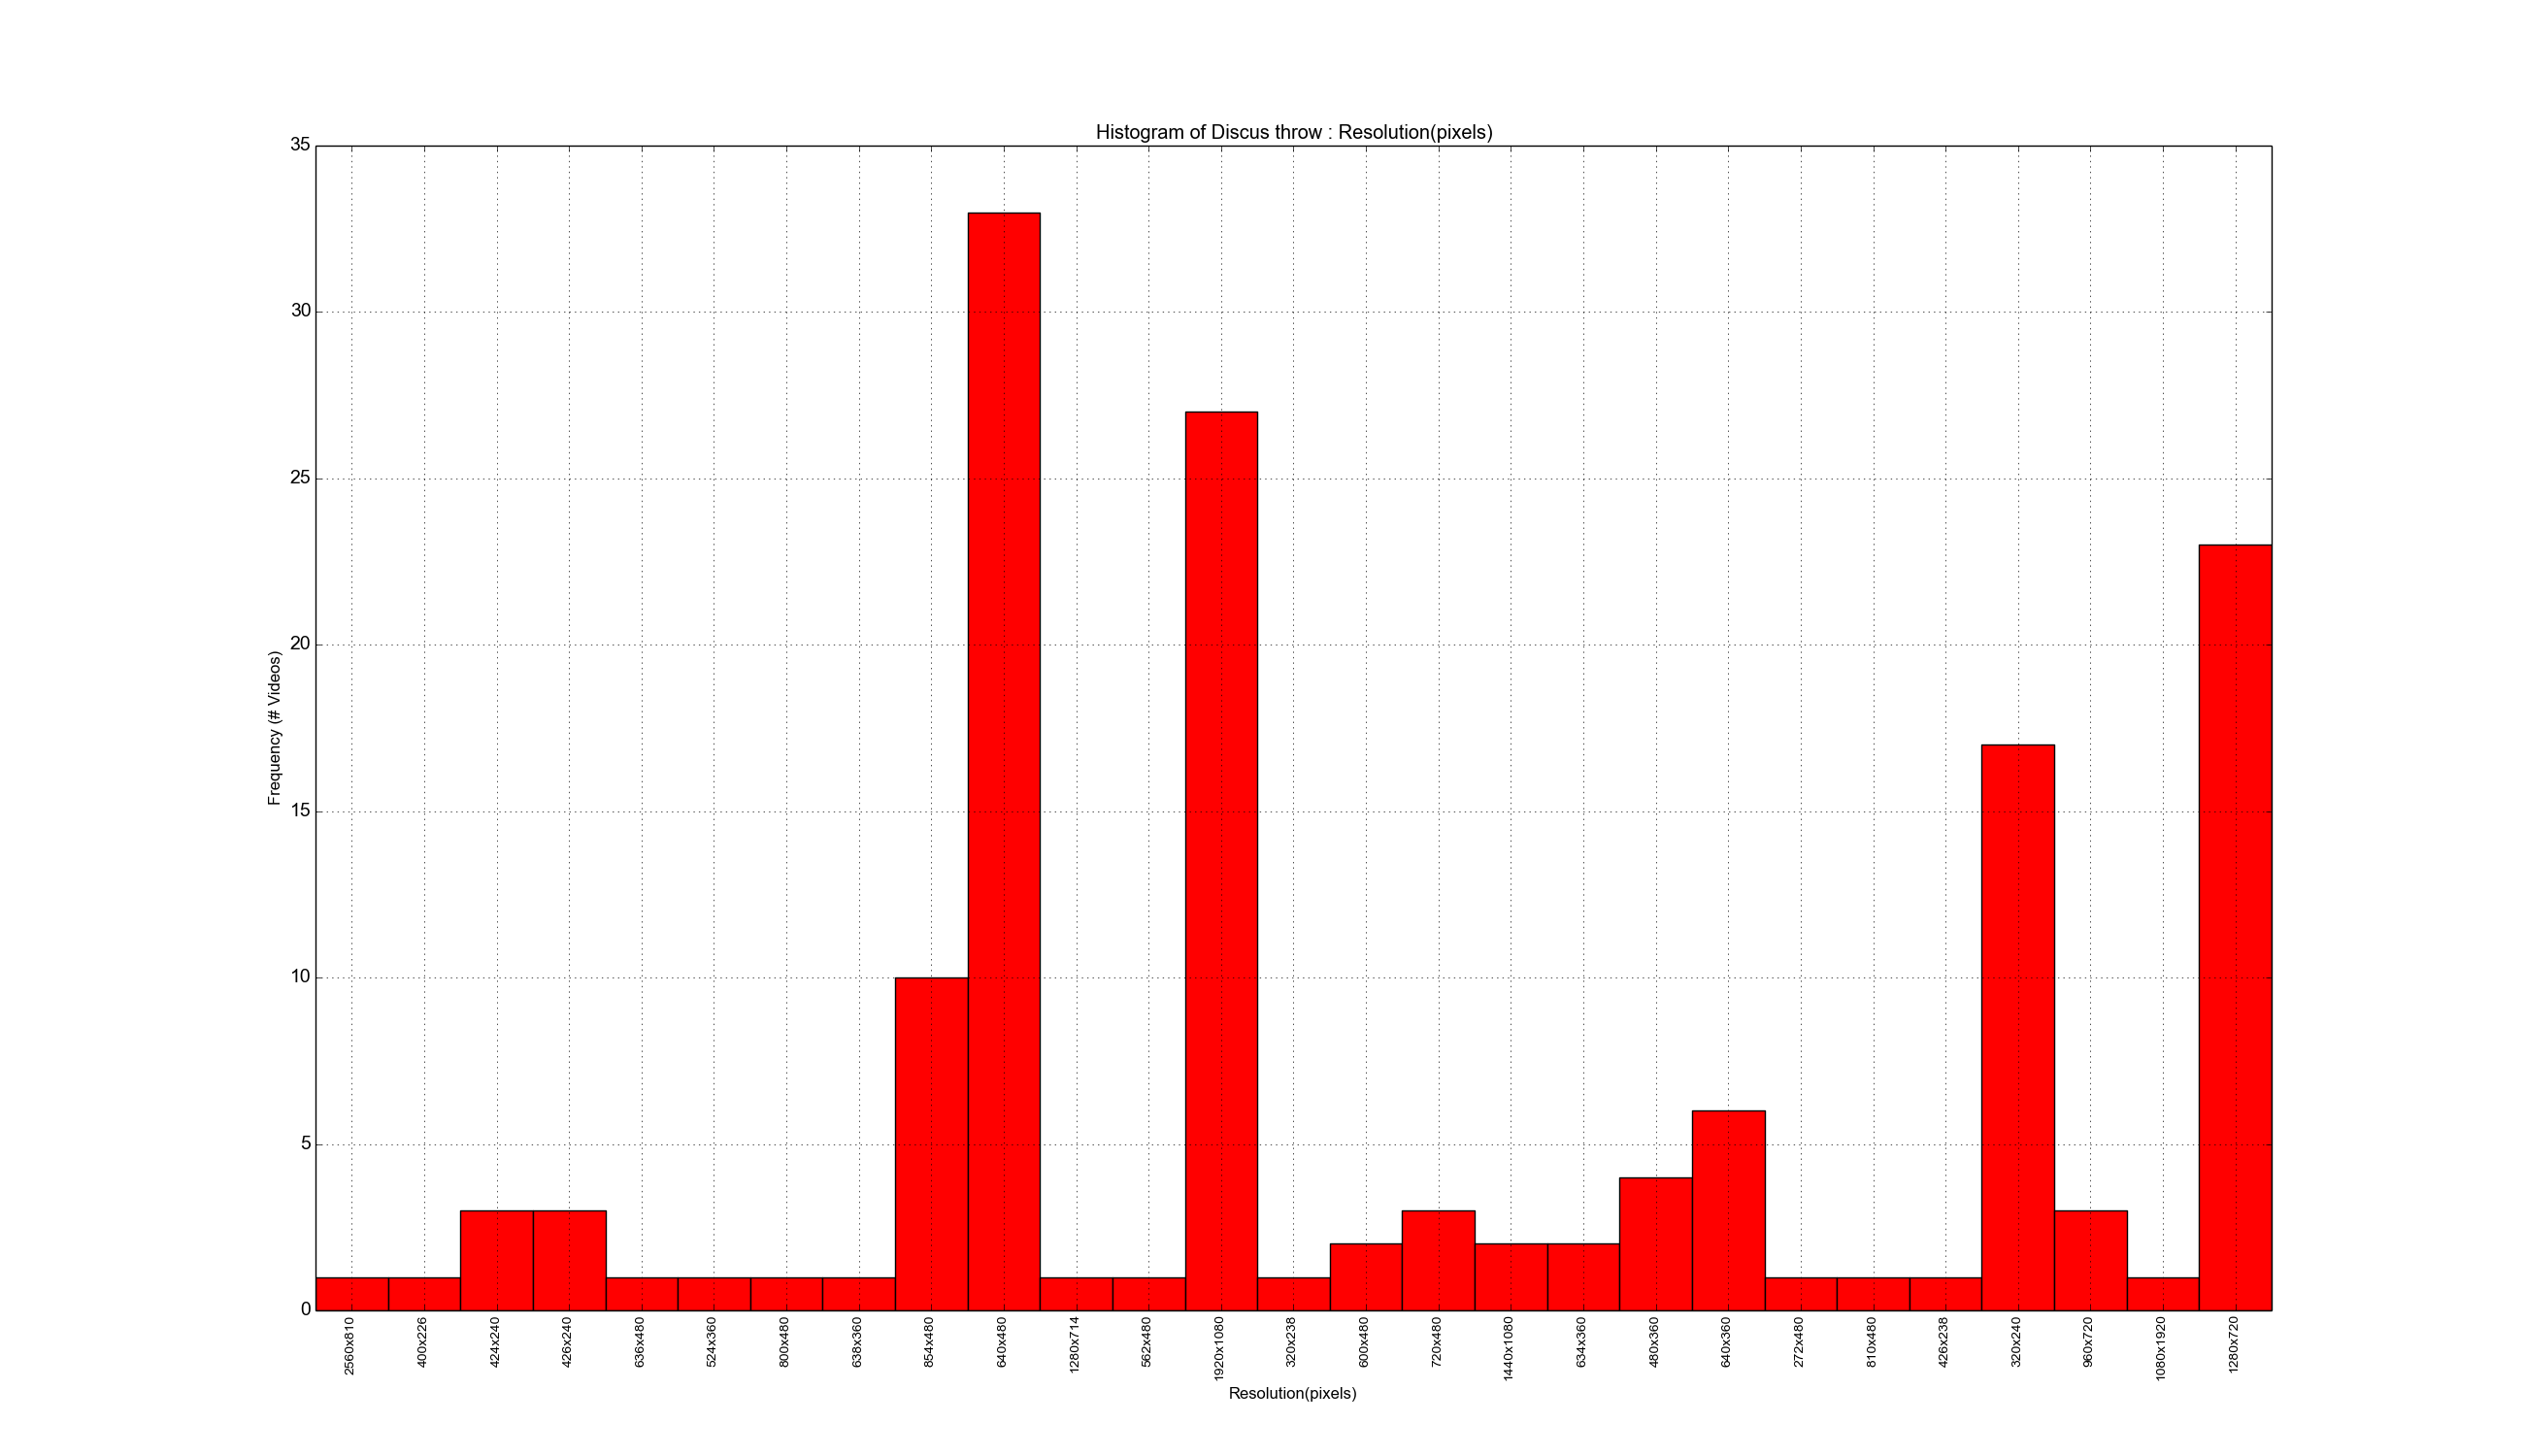 Histogram of Discus throw : Resolution(pixels)
35
30
25
20
15
10
5
0
Frequency (# Videos)
2560x810
400x226
424x240
426x240
636x480
524x360
800x480
638x360
854x480
640x480
1280x714
562x480
1920x1080
320x238
600x480
720x480
1440x1080
634x360
480x360
640x360
272x480
810x480
426x238
320x240
960x720
1080x1920
1280x720
Resolution(pixels)